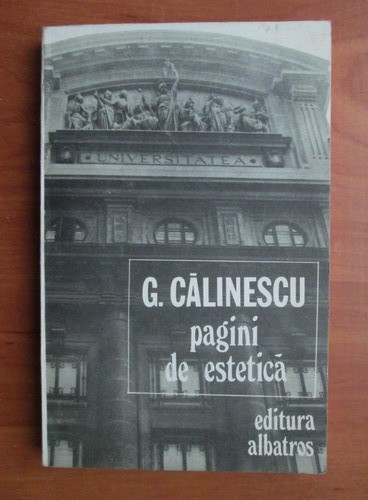 UNIVERSITATEA
G. CĂLINESCU
pagini
de estetică
editura
albatros